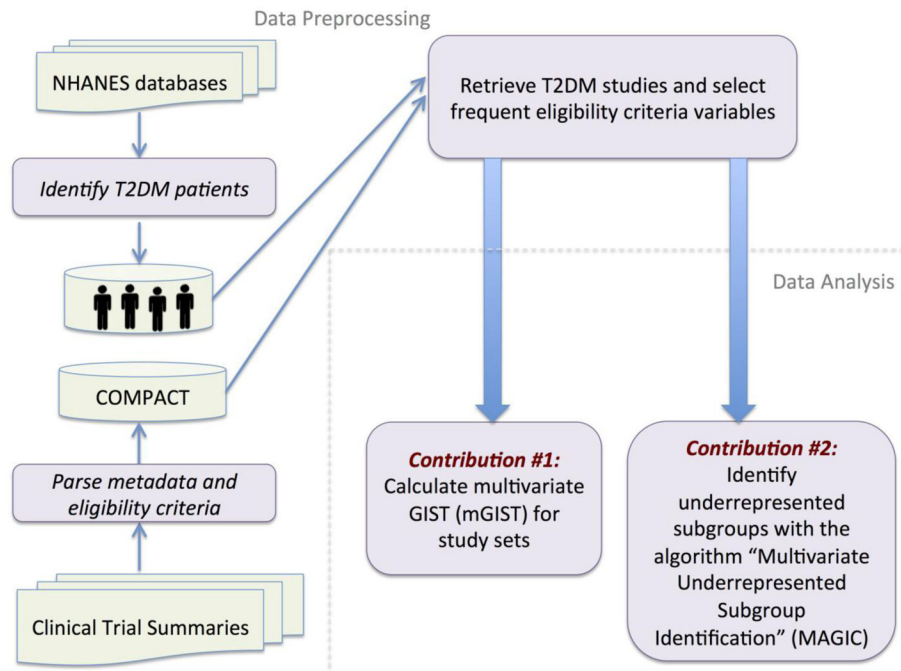 Data Preprocessing
NHANES databases
Identify T2DM patients
COMPACT
Parse metadata and
eligibility criteria
Clinical Trial Summaries
Retrieve T2DM studies and select
frequent eligibility criteria variables
Data Analysis
Contribution #1:
Calculate multivariate
GIST (mGIST) for
study sets
Contribution #2:
Identify
underrepresented
subgroups with the
algorithm “Multivariate
Underrepresented
Subgroup
Identification” (MAGIC)